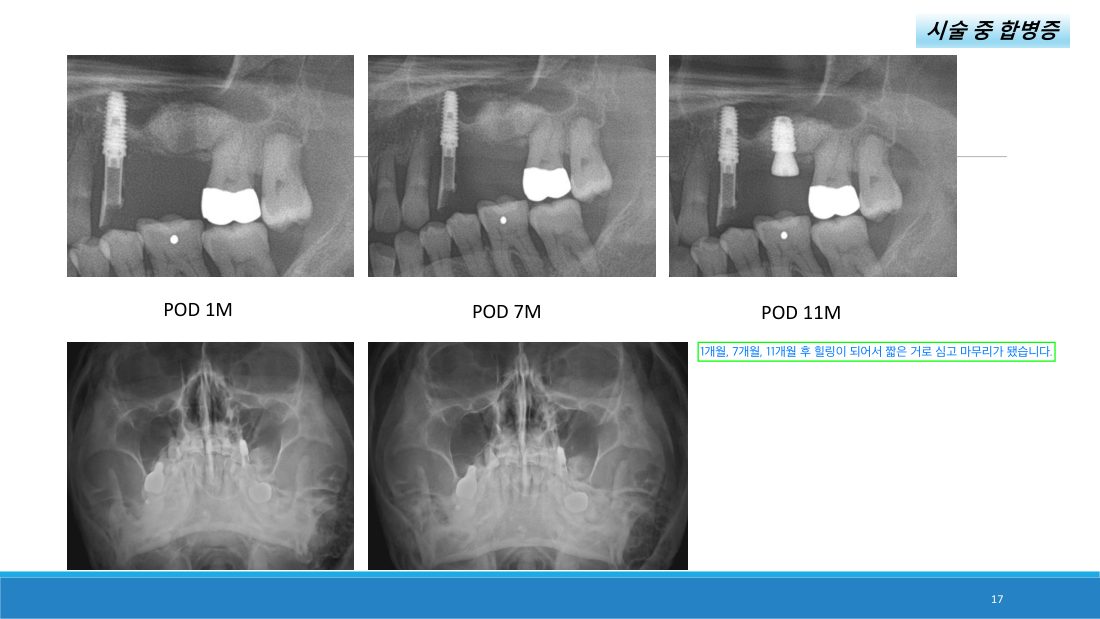 시술 중 합병증
POD 1M
POD 7M
POD 11M
1개월, 7개월, 11개월 후 힐링이 되어서 짧은 거로 심고 마무리가 됐습니다.
17